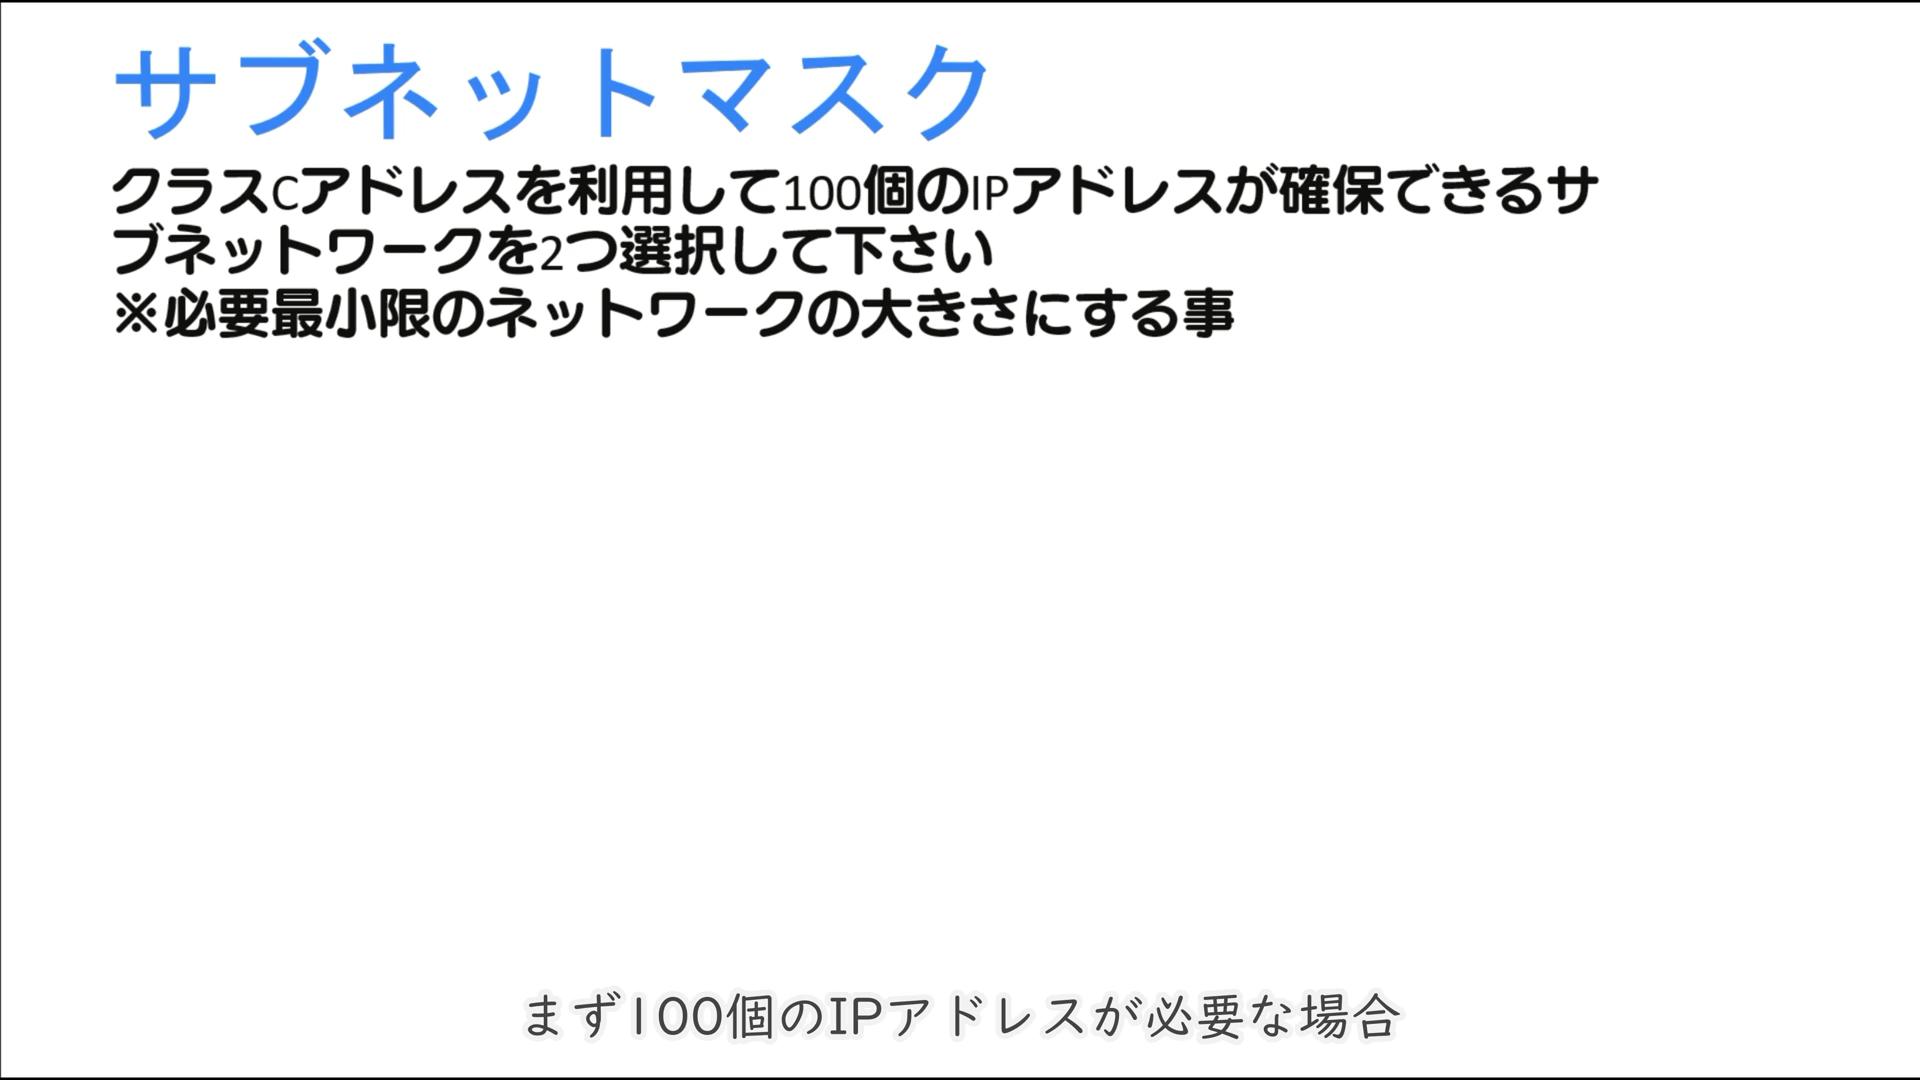 サブネットマスク
クラスCアドレスを利用して100個のIPアドレスが確保できるサ
ブネットワークを2つ選択して下さい
※必要最小限のネットワークの大きさにする事
まず100個のIPアドレスが必要な場合